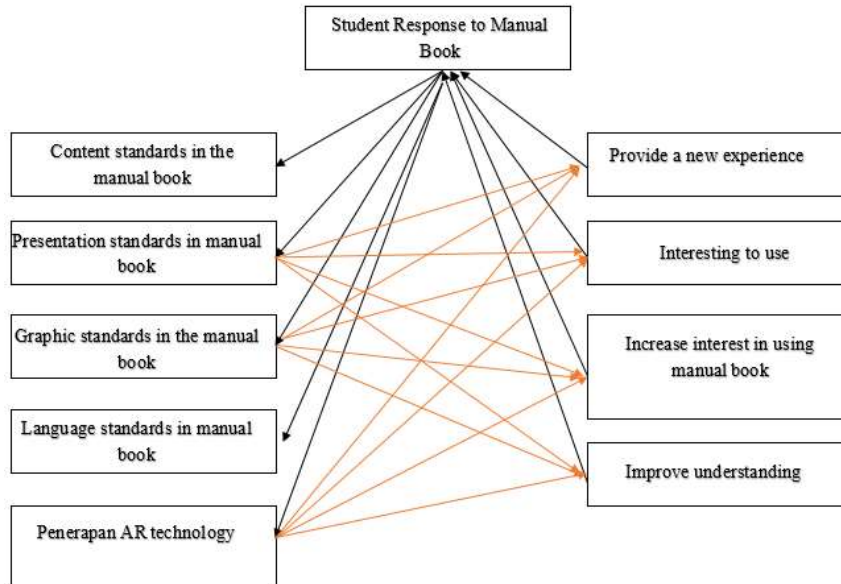 Student Response to Manual
Book
Content standards in the
manual book
Presentation standards in manual
book
Graphic standards in the manual
book
Language standards in manual
book
Penerapan AR technology
Provide a new experience
Interesting to use
Increase interest in using
manual book
Improve understanding